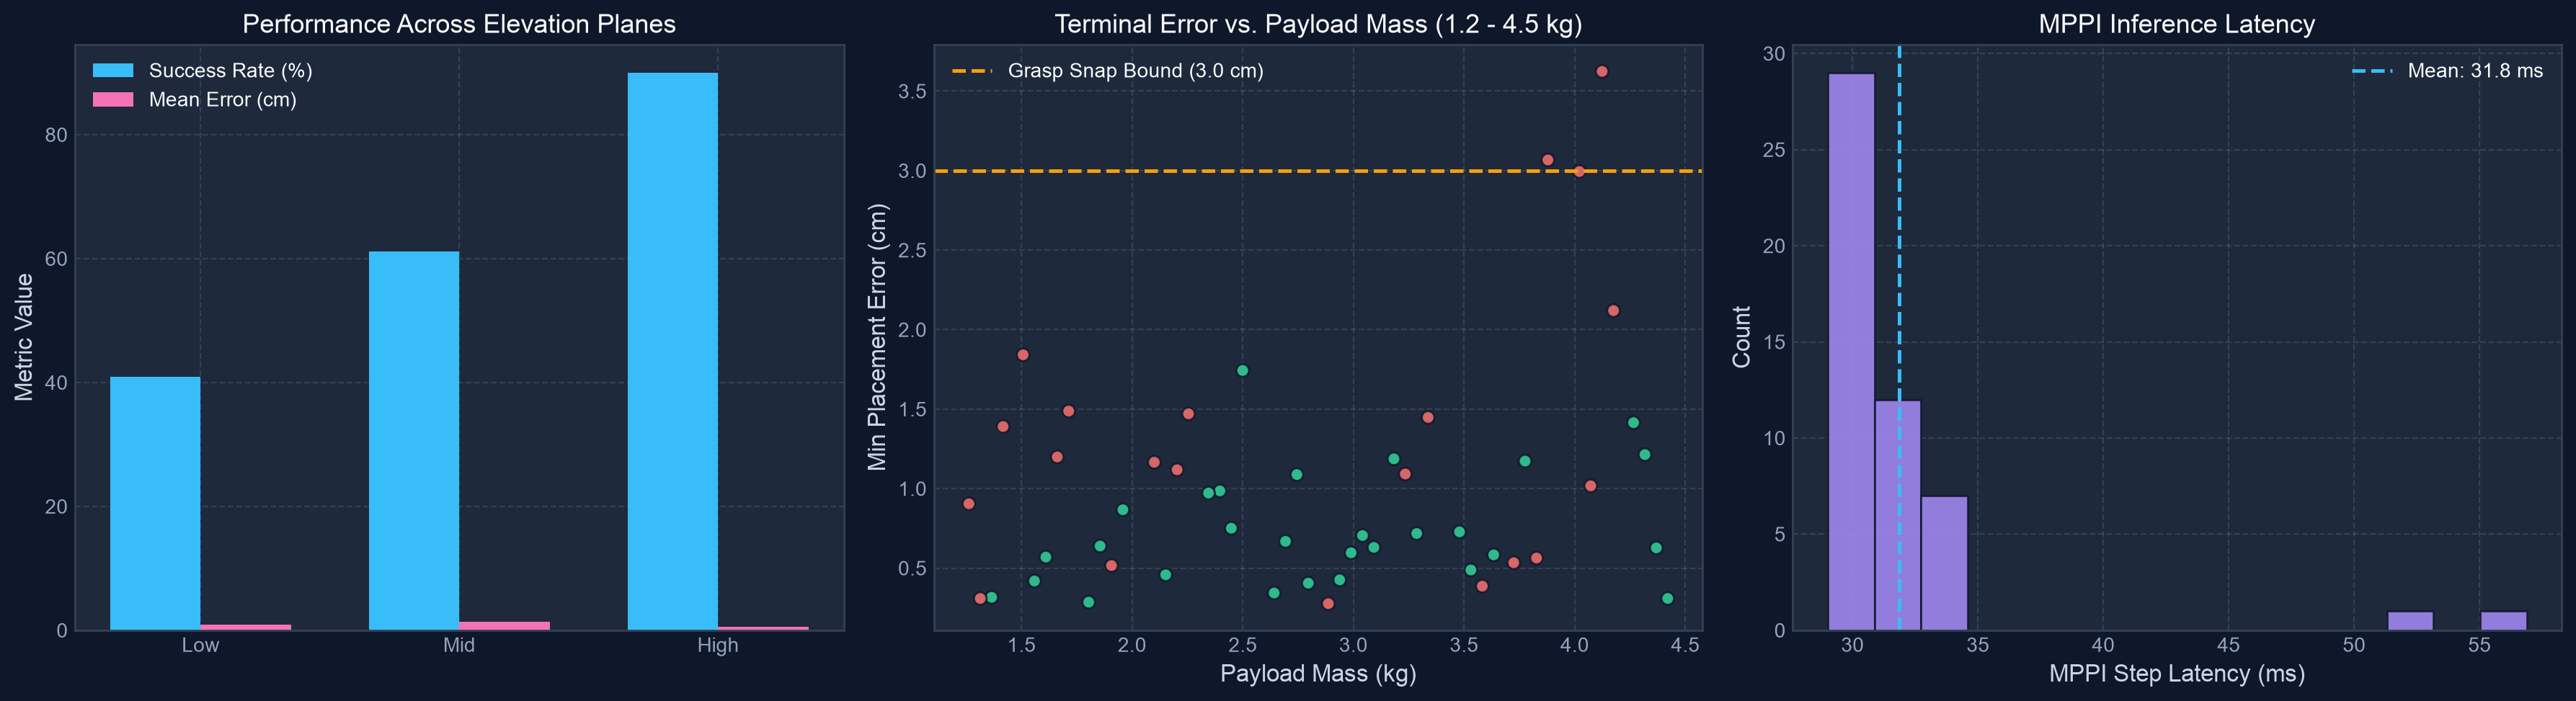 Performance Across Elevation Planes
Success Rate (%)
Mean Error (cm)
Metric Value
80
60
40
20
0
Low
Mid
High
Terminal Error vs. Payload Mass (1.2 - 4.5 kg)
Grasp Snap Bound (3.0 cm)
Min Placement Error (cm)
3.5
3.0
2.5
2.0
1.5
1.0
0.5
1.5
2.0
2.5
3.0
3.5
4.0
4.5
Payload Mass (kg)
MPPI Inference Latency
Mean: 31.8 ms
Count
30
25
20
15
10
5
0
30
35
40
45
50
55
MPPI Step Latency (ms)